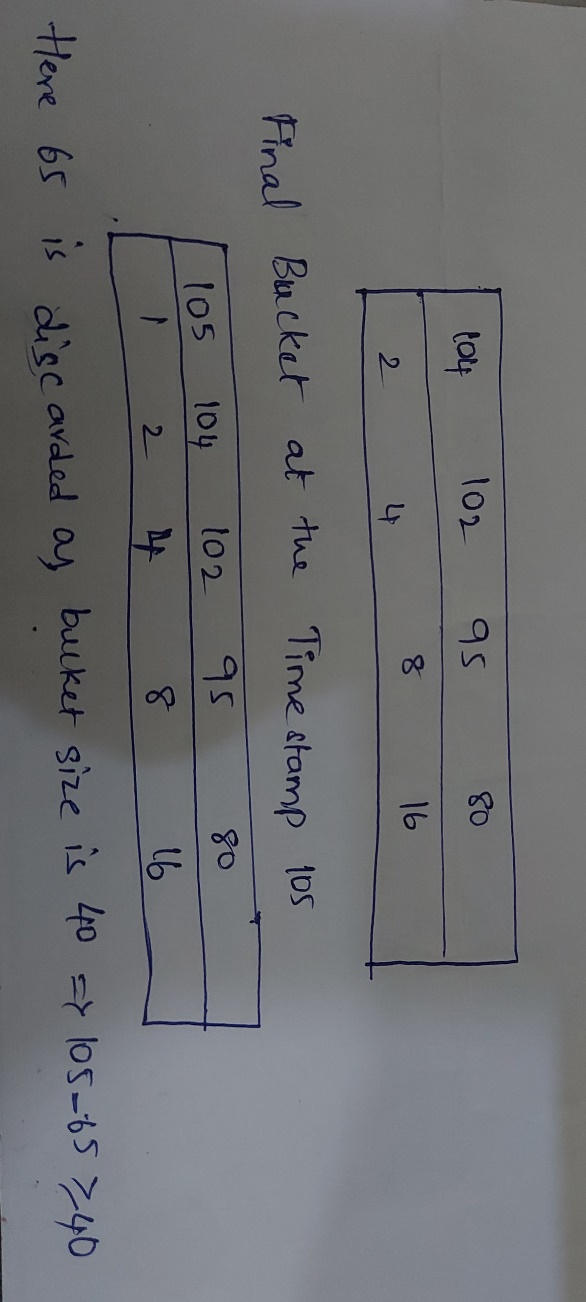 104 102 95 80
2 4 8 16
Final Bucket at the Timestamp 105
105 104 102 95 80
1 2 4 8 16
Here 65 is discarded as bucket size is 40 => 105-65 ≥40